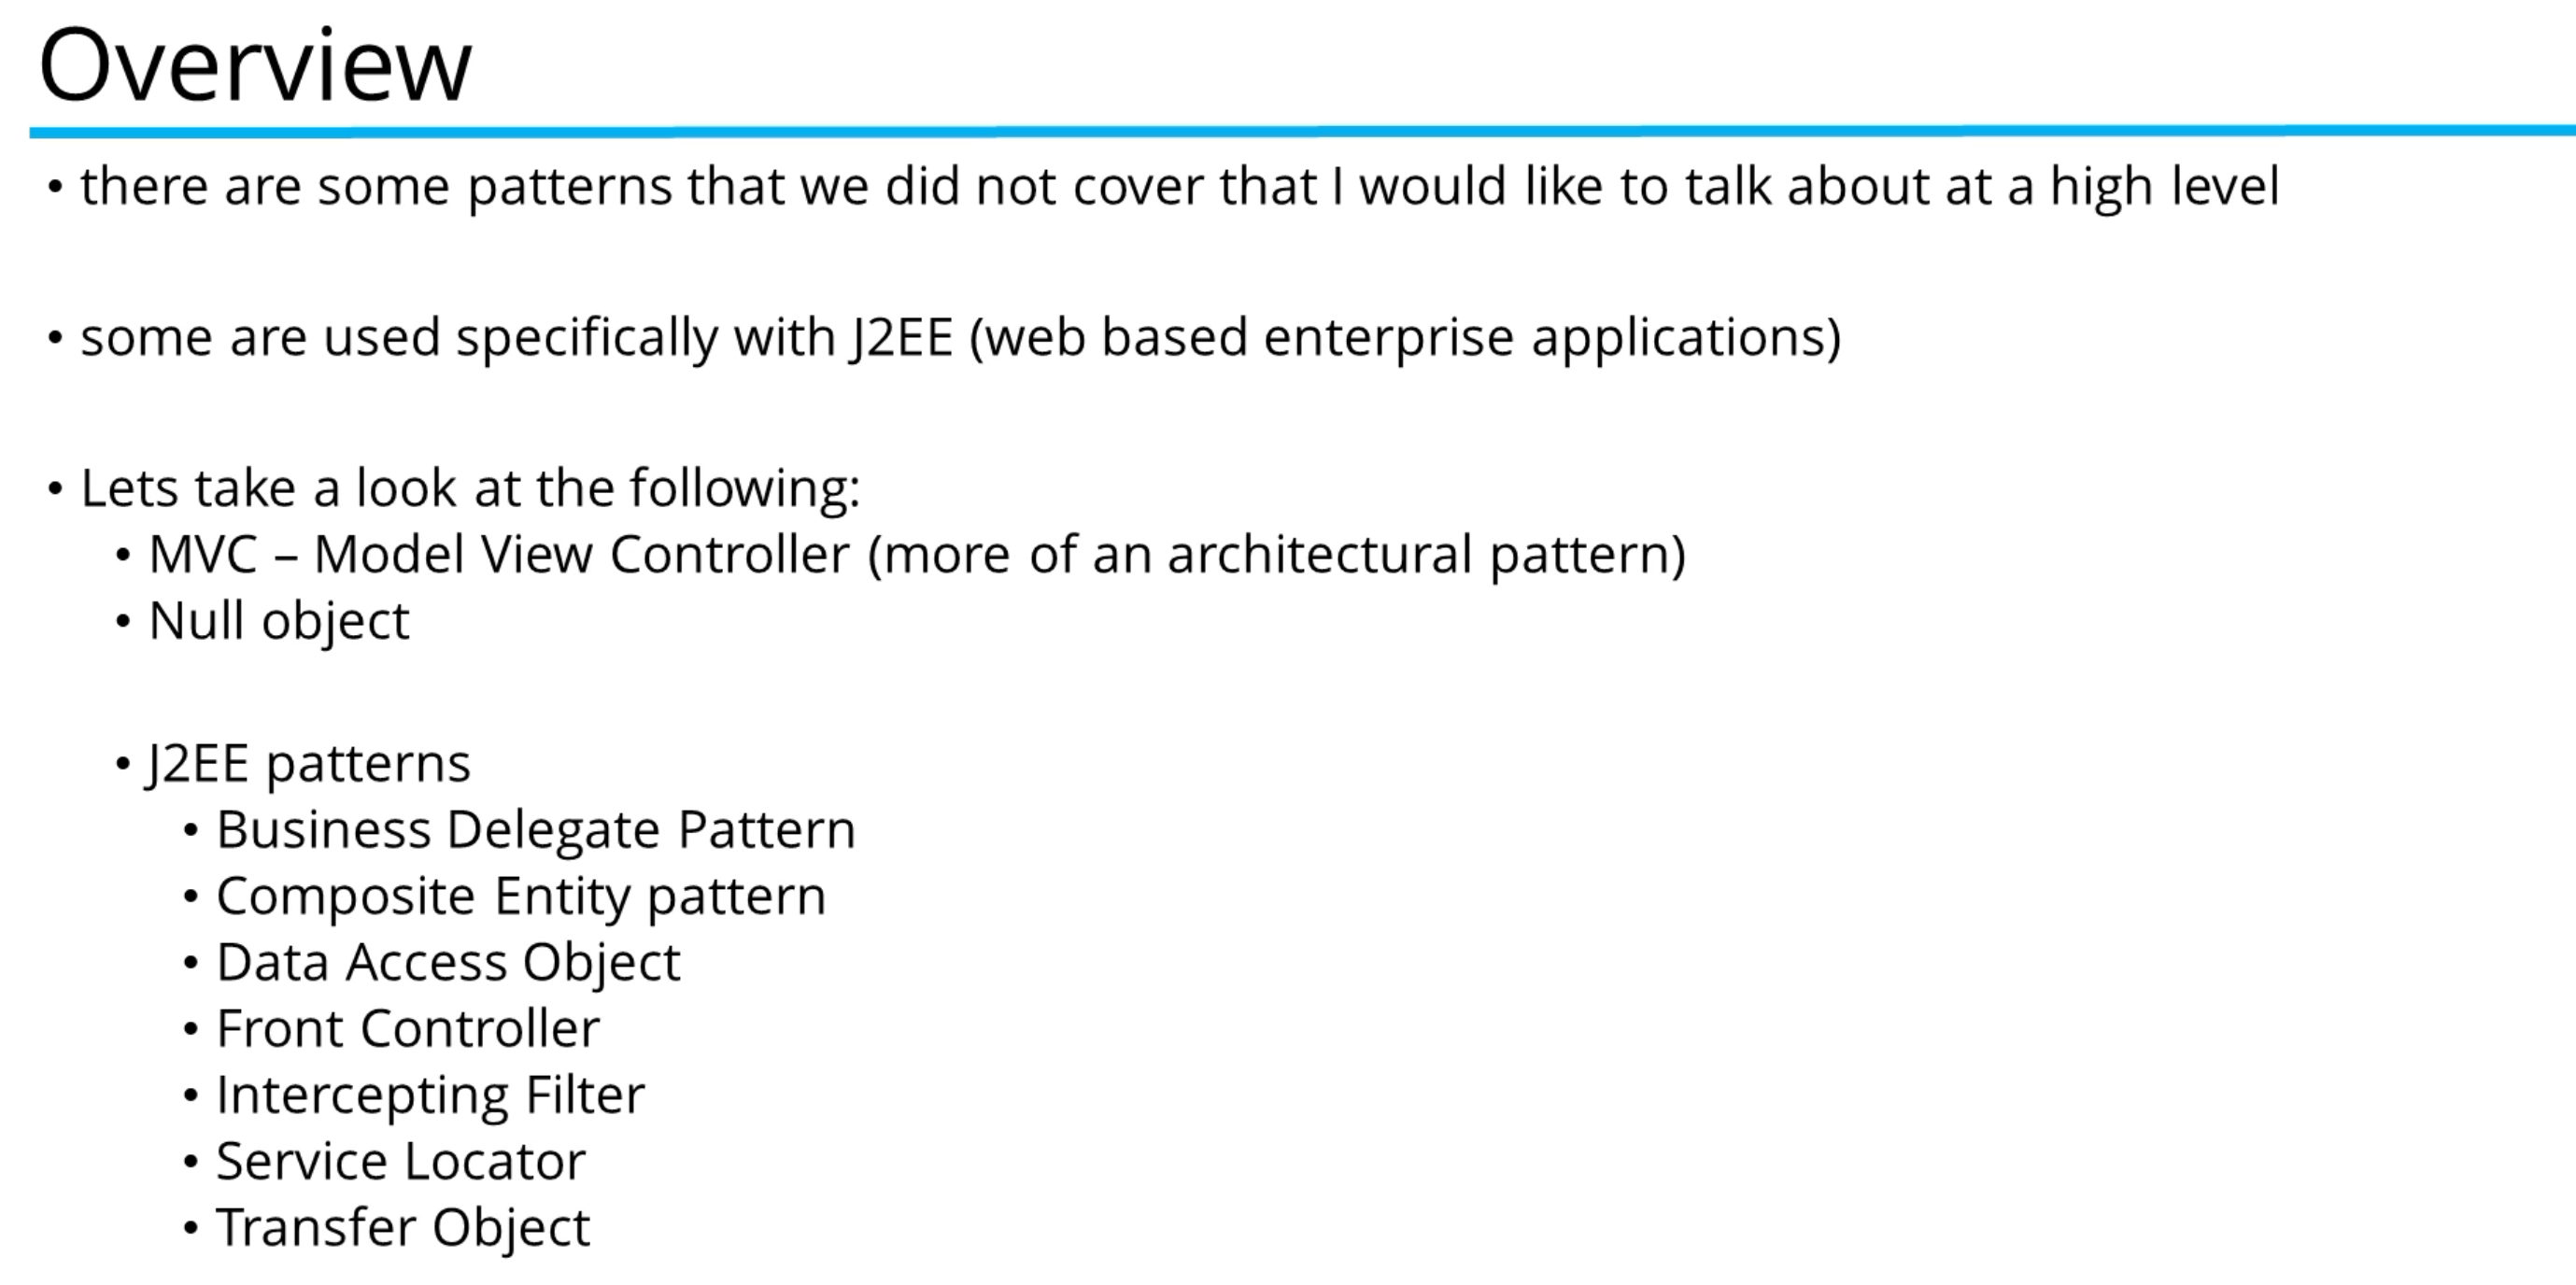 Overview
• there are some patterns that we did not cover that I would like to talk about at a high level
• some are used specifically with J2EE (web based enterprise applications)
• Lets take a look at the following:
• MVC – Model View Controller (more of an architectural pattern)
• Null object
• J2EE patterns
• Business Delegate Pattern
• Composite Entity pattern
• Data Access Object
• Front Controller
• Intercepting Filter
• Service Locator
• Transfer Object